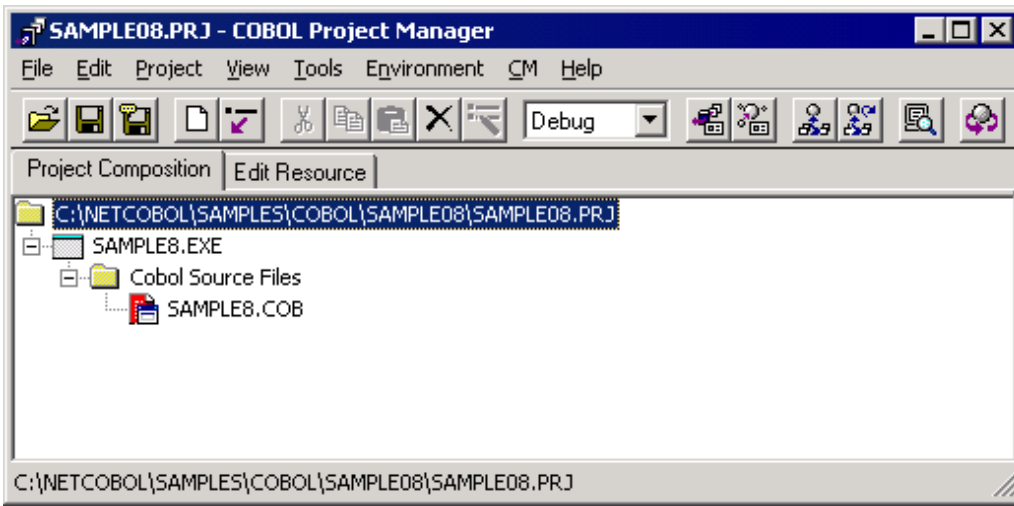 SAMPLE08.PRJ - COBOL Project Manager
File Edit Project View Tools Environment CM Help
Debug
Project Composition Edit Resource
C:\NETCOBOL\SAMPLES\COBOL\SAMPLE08\SAMPLE08.PRJ
SAMPLE8.EXE
Cobol Source Files
SAMPLE8.COB
C:\NETCOBOL\SAMPLES\COBOL\SAMPLE08\SAMPLE08.PRJ